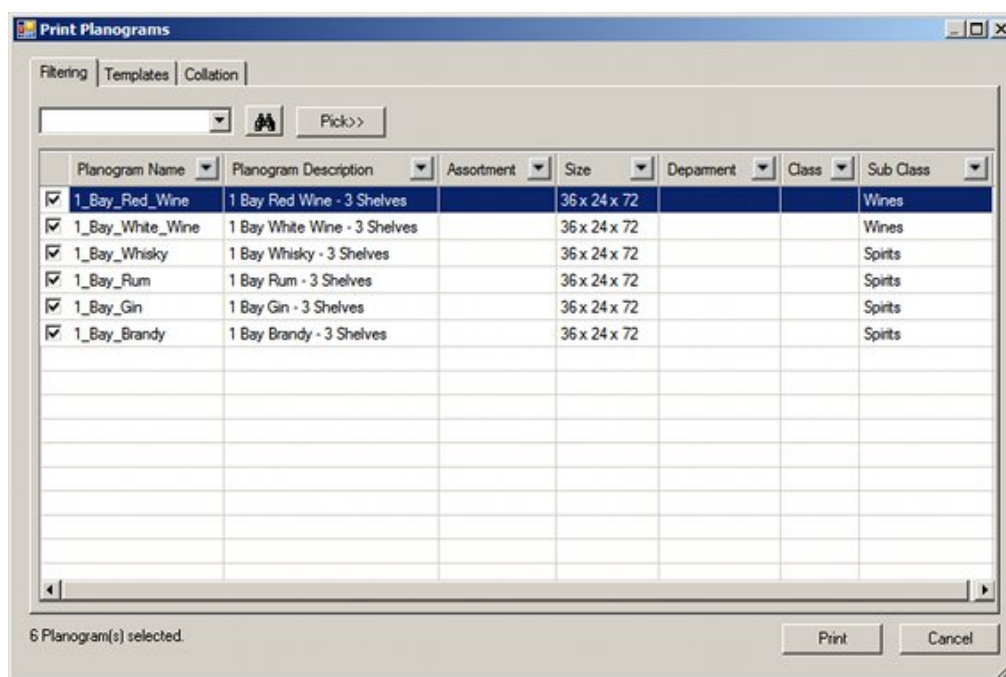 Print Planograms
Filtering Templates Collation
Pick>>
Planogram Name Planogram Description Assortment Size Deparment Class Sub Class
1_Bay_Red_Wine 1 Bay Red Wine - 3 Shelves 36 x 24 x 72 Wines
1_Bay_White_Wine 1 Bay White Wine - 3 Shelves 36 x 24 x 72 Wines
1_Bay_Whisky 1 Bay Whisky - 3 Shelves 36 x 24 x 72 Spirits
1_Bay_Rum 1 Bay Rum - 3 Shelves 36 x 24 x 72 Spirits
1_Bay_Gin 1 Bay Gin - 3 Shelves 36 x 24 x 72 Spirits
1_Bay_Brandy 1 Bay Brandy - 3 Shelves 36 x 24 x 72 Spirits
6 Planogram(s) selected. Print Cancel